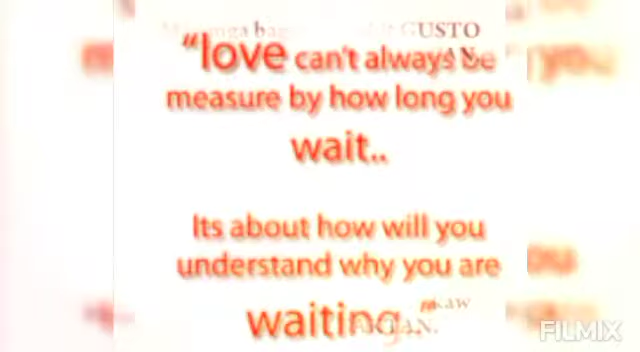 GUSTO
"love can't always be
measure by how long you
wait..
Its about how will you
understand why you are
waiting.
FILMIX